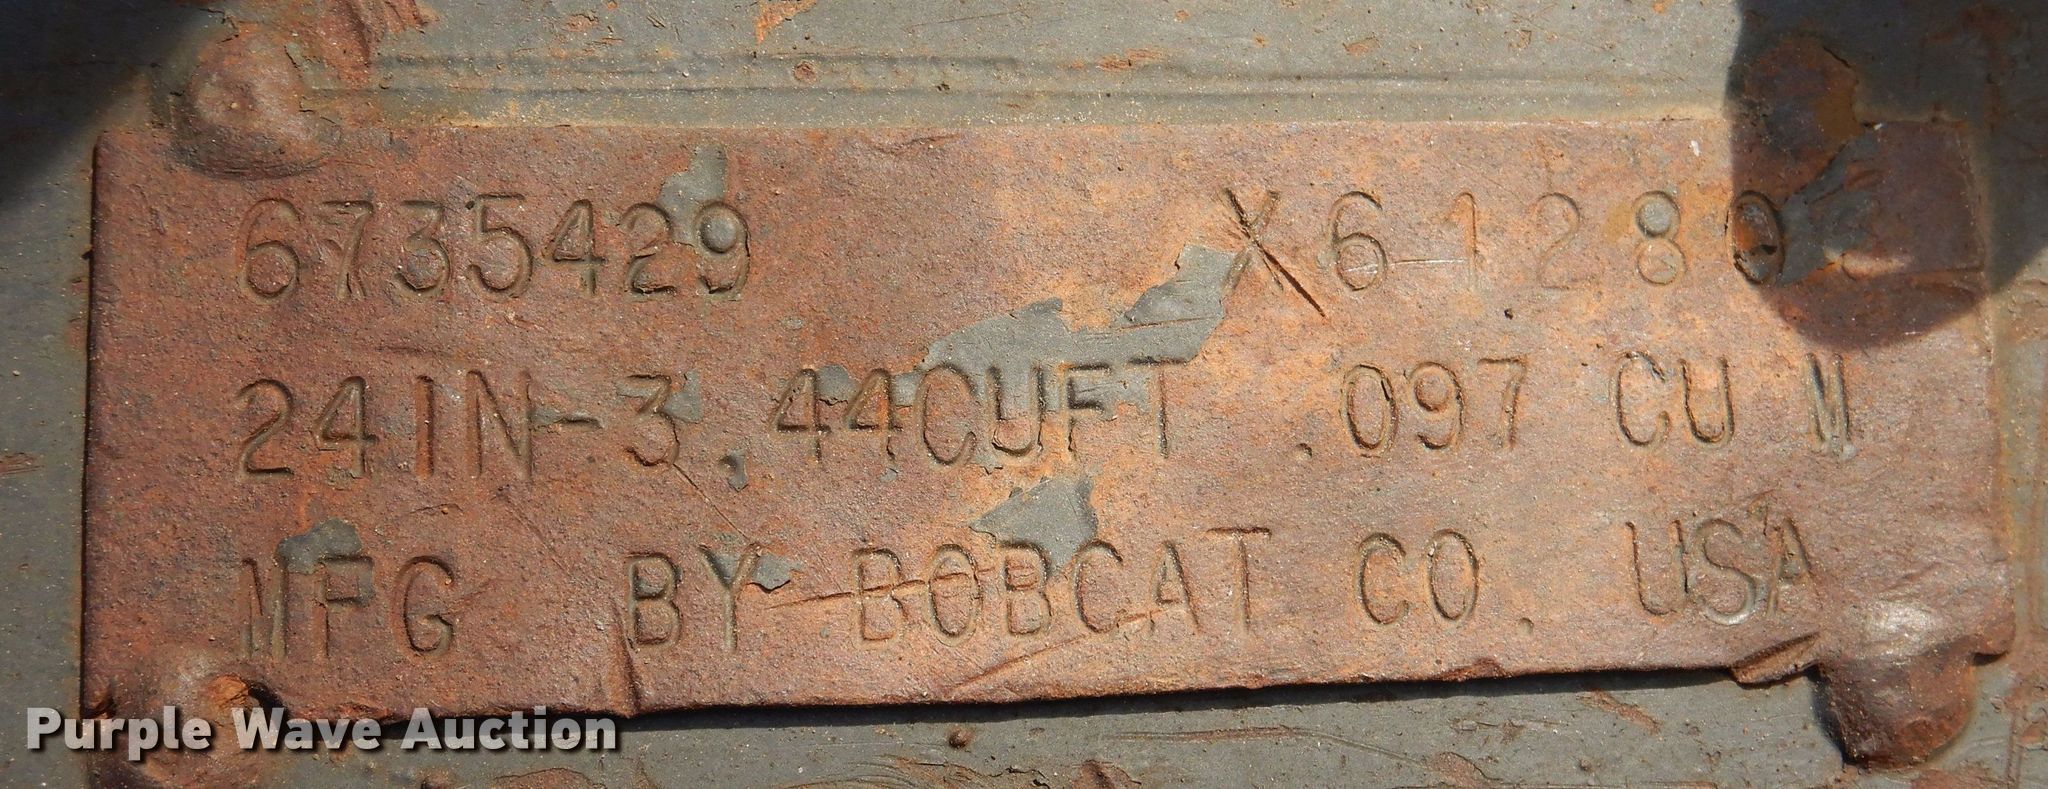 6735429 X61280
24IN-3.44CUFT .097 CU M
MFG BY BOBCAT CO. USA
Purple Wave Auction